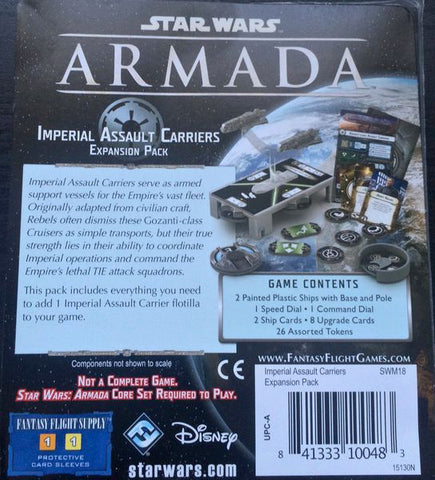 STAR WARS
ARMADA
IMPERIAL ASSAULT CARRIERS
EXPANSION PACK
Imperial Assault Carriers serve as armed
support vessels for the Empire's vast fleet.
Originally adapted from civilian craft,
Rebels often dismiss these Gozanti-class
Cruisers as simple transports, but their true
strength lies in their ability to coordinate
Imperial operations and command the
Empire's lethal TIE attack squadrons.
This pack includes everything you need
to add 1 Imperial Assault Carrier flotilla
to your game.
GAME CONTENTS
2 Painted Plastic Ships with Base and Pole
1 Speed Dial • 1 Command Dial
2 Ship Cards • 8 Upgrade Cards
26 Assorted Tokens
Components not shown to scale
CE
WWW.FANTASYFLIGHTGAMES.COM
NOT A COMPLETE GAME.
STAR WARS: ARMADA CORE SET REQUIRED TO PLAY.
FANTASY FLIGHT SUPPLY
1 1
PROTECTIVE
CARD SLEEVES
Disney
starwars.com
Imperial Assault Carriers SWM18
Expansion Pack
UPC-A
8 41333 10048 3
15130N